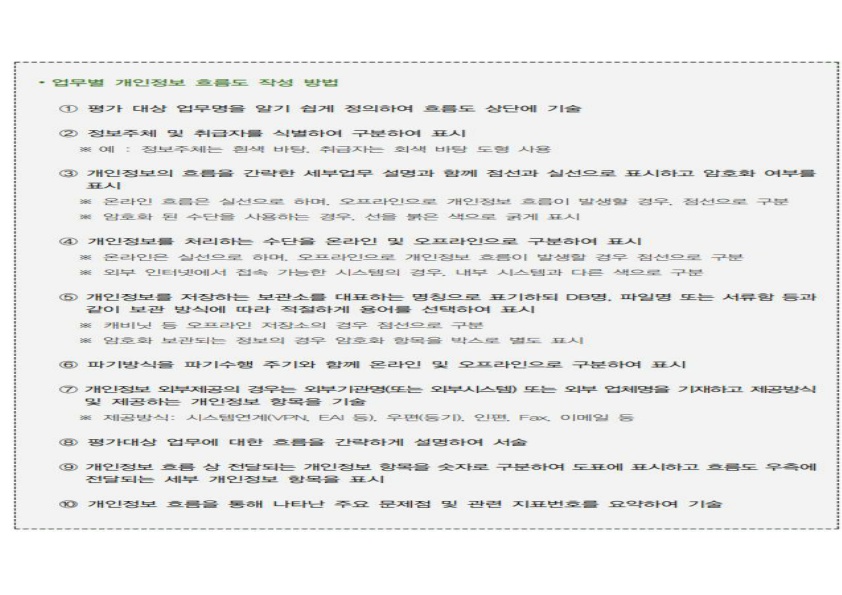 • 업무별 개인정보 흐름도 작성 방법
① 평가 대상 업무명을 알기 쉽게 정의하여 흐름도 상단에 기술
② 정보주체 및 취급자를 식별하여 구분하여 표시
※ 예 : 정보주체는 흰색 바탕, 취급자는 회색 바탕 도형 사용
③ 개인정보의 흐름을 간략한 세부업무 설명과 함께 점선과 실선으로 표시하고 암호화 여부를
표시
※ 온라인 흐름은 실선으로 하며, 오프라인으로 개인정보 흐름이 발생할 경우, 점선으로 구분
※ 암호화 된 수단을 사용하는 경우, 선을 붉은 색으로 굵게 표시
④ 개인정보를 처리하는 수단을 온라인 및 오프라인으로 구분하여 표시
※ 온라인은 실선으로 하며, 오프라인으로 개인정보 흐름이 발생할 경우 점선으로 구분
※ 외부 인터넷에서 접속 가능한 시스템의 경우, 내부 시스템과 다른 색으로 구분
⑤ 개인정보를 저장하는 보관소를 대표하는 명칭으로 표기하되 DB명, 파일명 또는 서류함 등과
같이 보관 방식에 따라 적절하게 용어를 선택하여 표시
※ 캐비닛 등 오프라인 저장소의 경우 점선으로 구분
※ 암호화 보관되는 정보의 경우 암호화 항목을 박스로 별도 표시
⑥ 파기방식을 파기수행 주기와 함께 온라인 및 오프라인으로 구분하여 표시
⑦ 개인정보 외부제공의 경우는 외부기관명(또는 외부시스템) 또는 외부 업체명을 기재하고 제공방식
및 제공하는 개인정보 항목을 기술
※ 제공방식: 시스템연계(VPN, EAI 등), 우편(등기), 인편, Fax, 이메일 등
⑧ 평가대상 업무에 대한 흐름을 간략하게 설명하여 서술
⑨ 개인정보 흐름 상 전달되는 개인정보 항목을 숫자로 구분하여 도표에 표시하고 흐름도 우측에
전달되는 세부 개인정보 항목을 표시
⑩ 개인정보 흐름을 통해 나타난 주요 문제점 및 관련 지표번호를 요약하여 기술